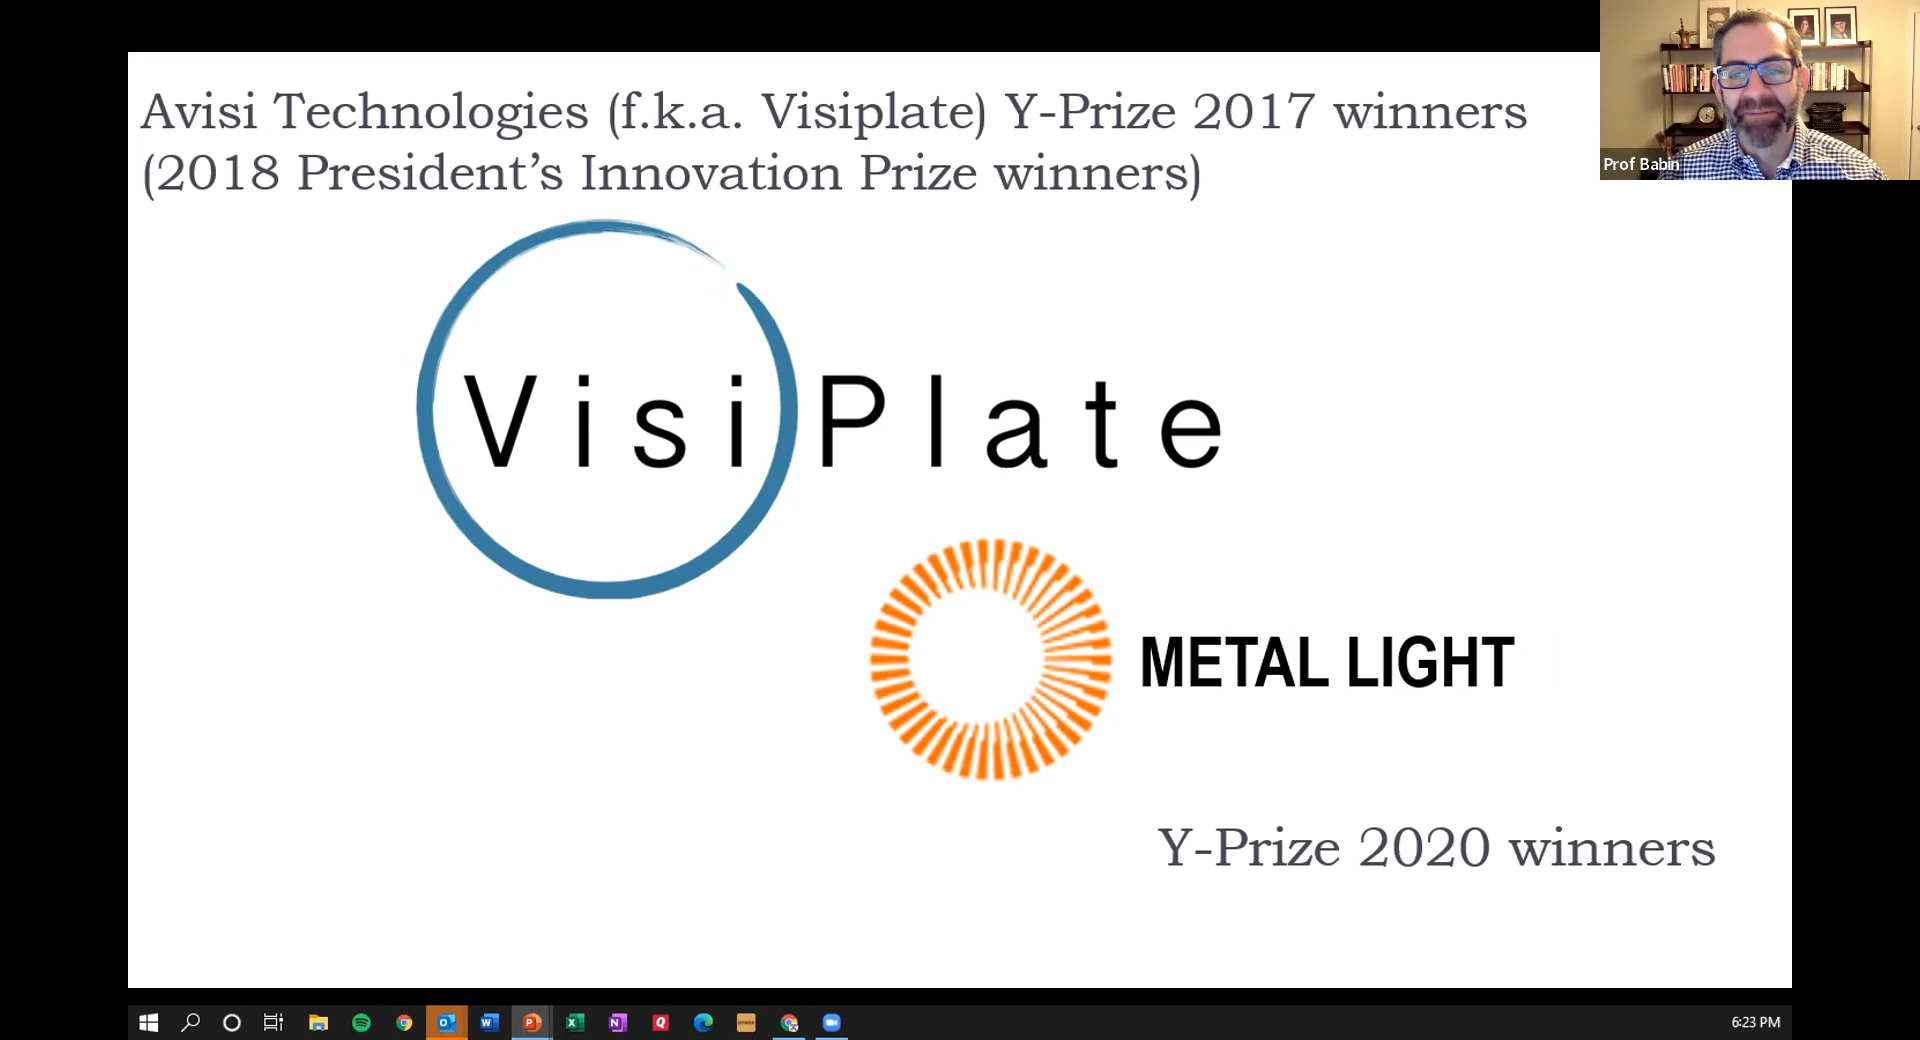 Avisi Technologies (f.k.a. Visiplate) Y-Prize 2017 winners
(2018 President's Innovation Prize winners)
Prof Babin
VisiPlate
METAL LIGHT
Y-Prize 2020 winners
6:23 PM